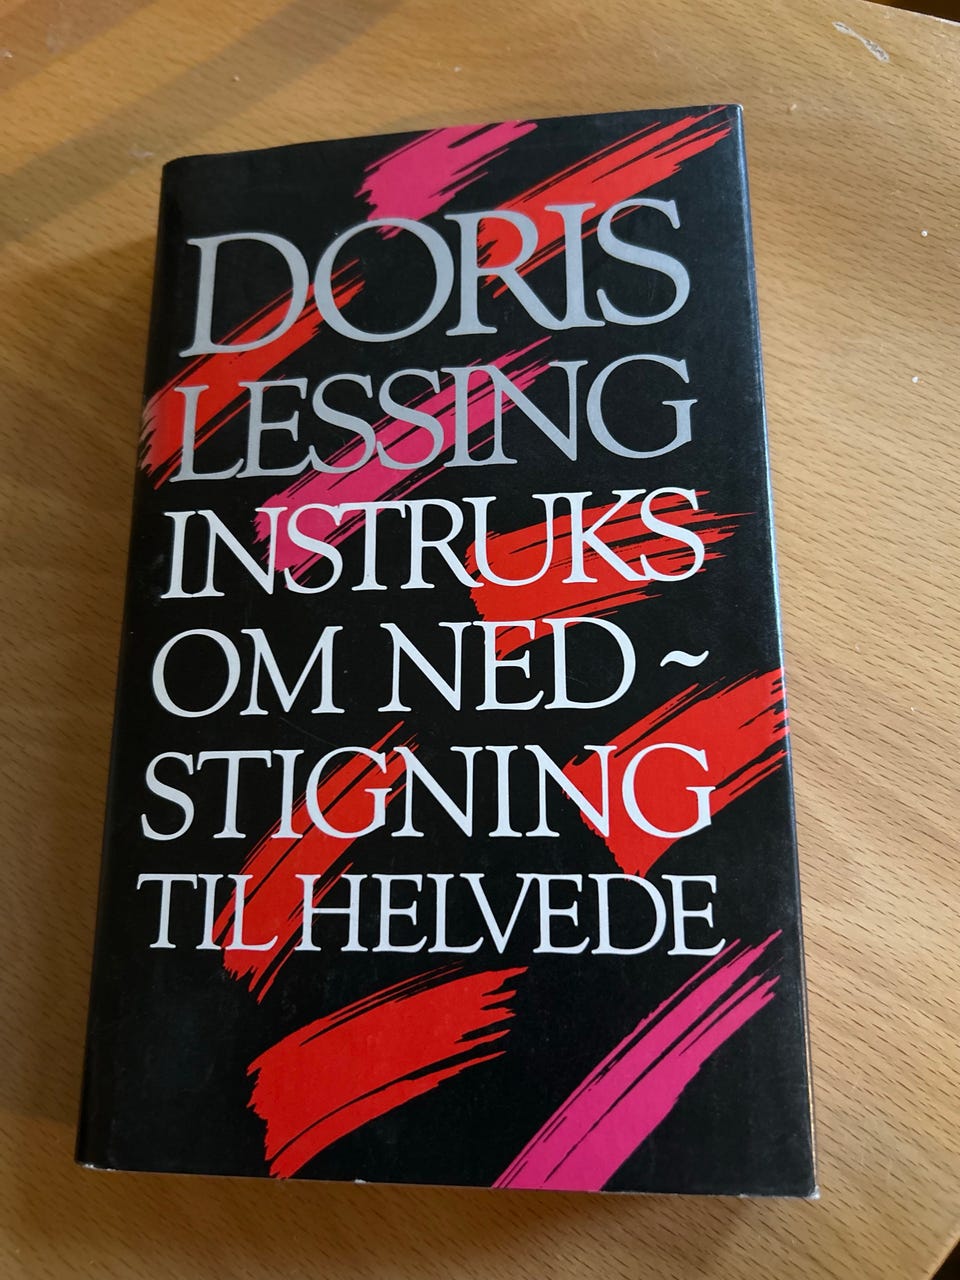 DORIS
LESSING
INSTRUKS
OM NED~
STIGNING
TIL HELVEDE